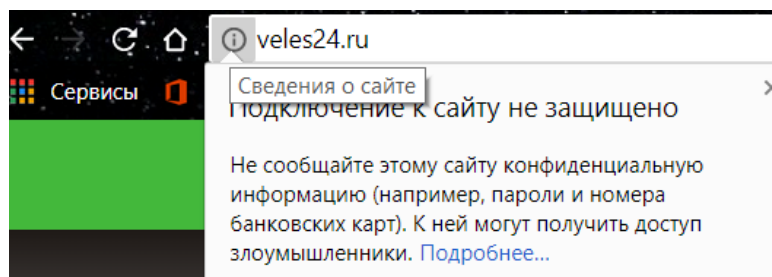 veles24.ru
Сервисы
Сведения о сайте
Подключение к сайту не защищено
Не сообщайте этому сайту конфиденциальную
информацию (например, пароли и номера
банковских карт). К ней могут получить доступ
злоумышленники. Подробнее...